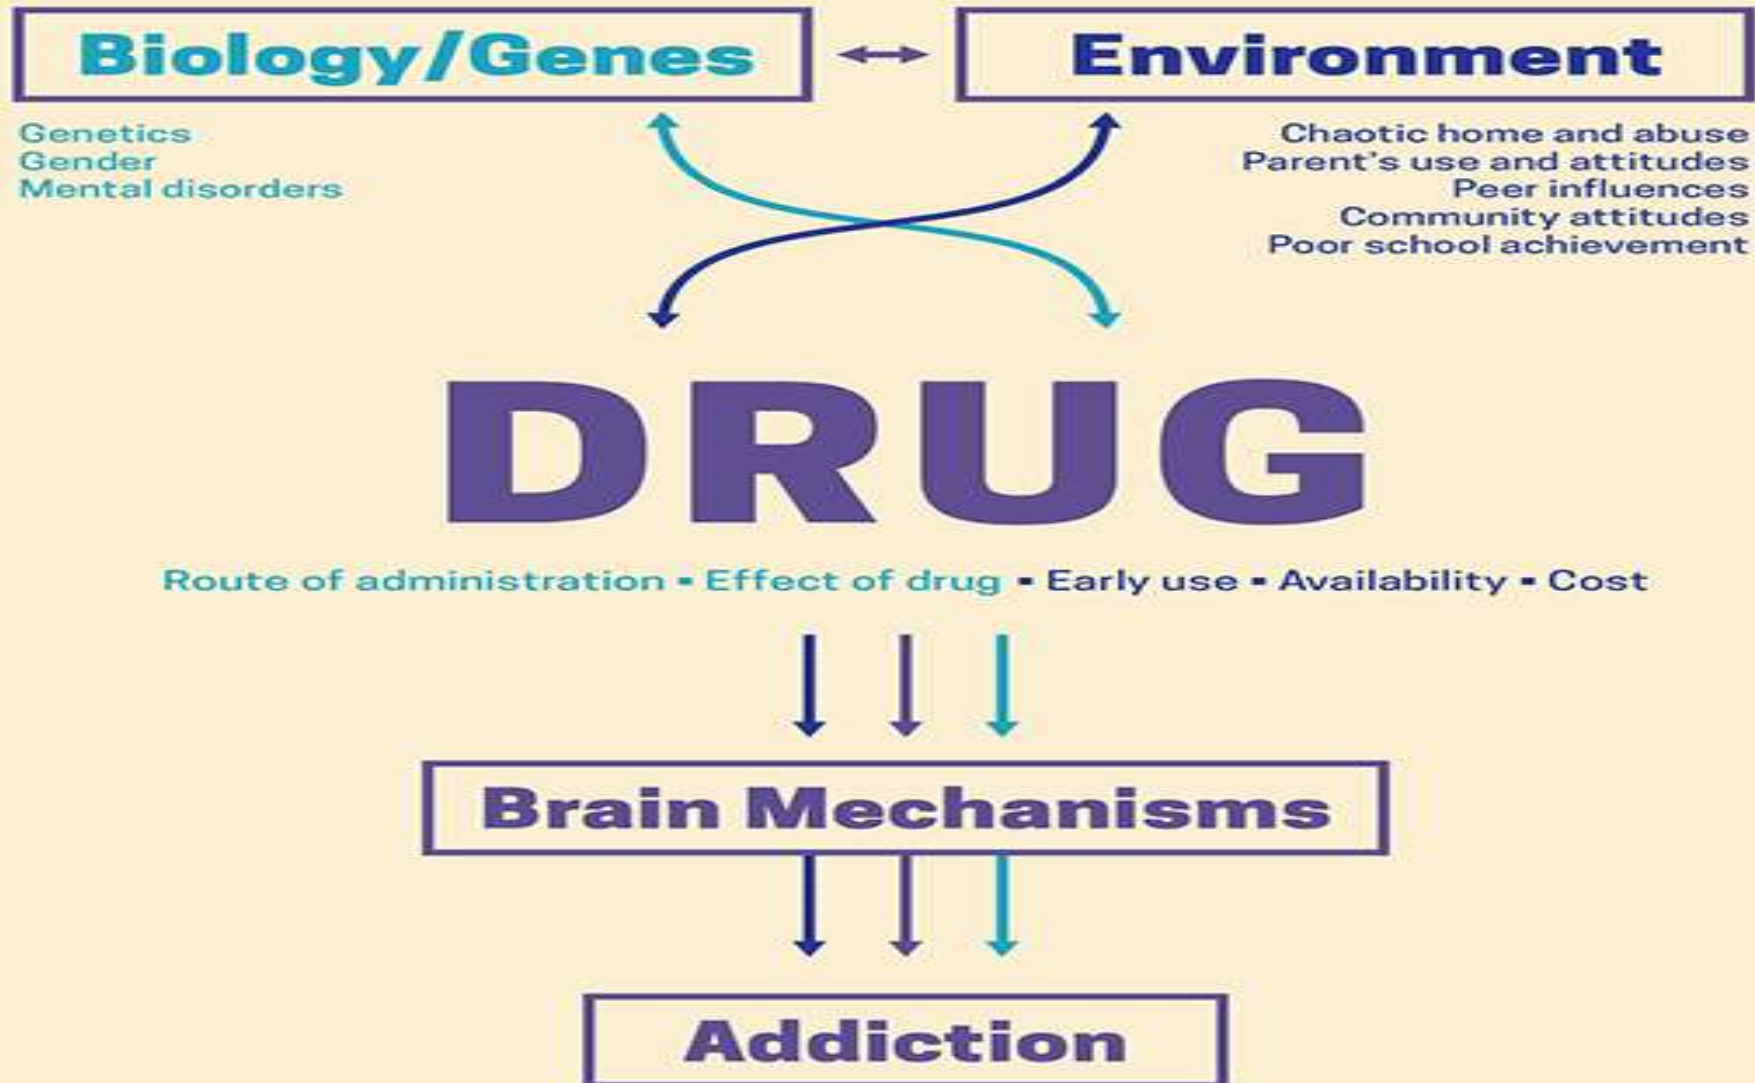 Biology/Genes
Environment
Genetics
Gender
Mental disorders
Chaotic home and abuse
Parent's use and attitudes
Peer influences
Community attitudes
Poor school achievement
DRUG
Route of administration ▪ Effect of drug ▪ Early use ▪ Availability ▪ Cost
Brain Mechanisms
Addiction